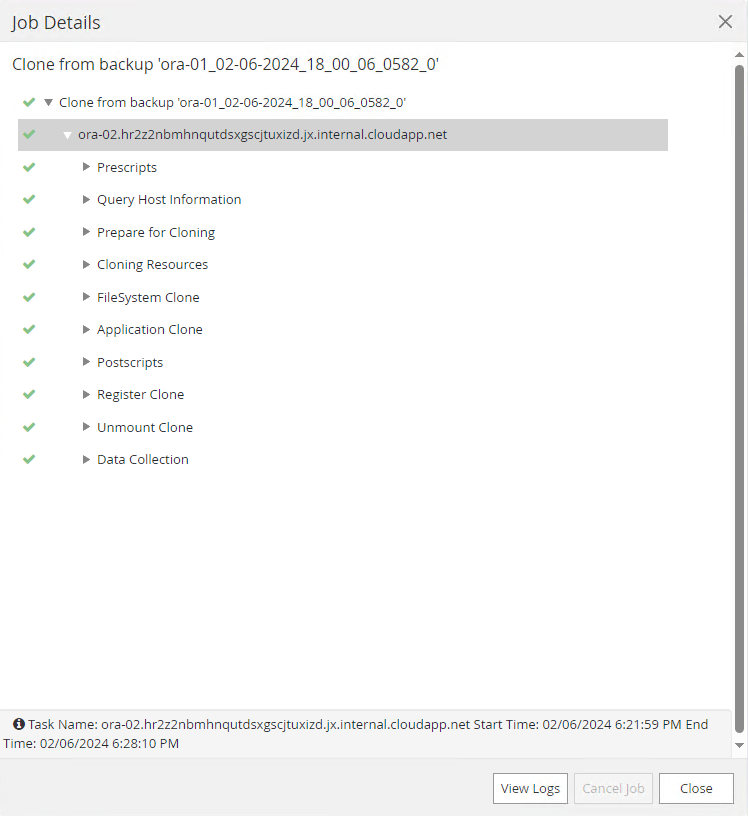 Job Details
Clone from backup 'ora-01_02-06-2024_18_00_06_0582_0'
Clone from backup 'ora-01_02-06-2024_18_00_06_0582_0'
ora-02.hr2z2nbmhnqutdsxgscjtuxizd.jx.internal.cloudapp.net
Prescripts
Query Host Information
Prepare for Cloning
Cloning Resources
FileSystem Clone
Application Clone
Postscripts
Register Clone
Unmount Clone
Data Collection
Task Name: ora-02.hr2z2nbmhnqutdsxgscjtuxizd.jx.internal.cloudapp.net Start Time: 02/06/2024 6:21:59 PM End
Time: 02/06/2024 6:28:10 PM
View Logs Cancel Job Close